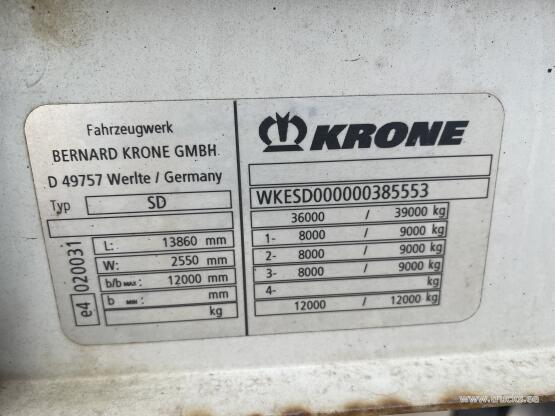 Fahrzeugwerk
BERNARD KRONE GMBH
D 49757 Werlte / Germany
Typ SD
e4 020031
L: 13860 mm
W: 2550 mm
b/b MAX: 12000 mm
b MIN: mm
kg
KRONE
WKESD000000385553
36000 / 39000 kg
1- 8000 / 9000 kg
2- 8000 / 9000 kg
3- 8000 / 9000 kg
4- kg
12000 / 12000 kg
www.trucks.ee